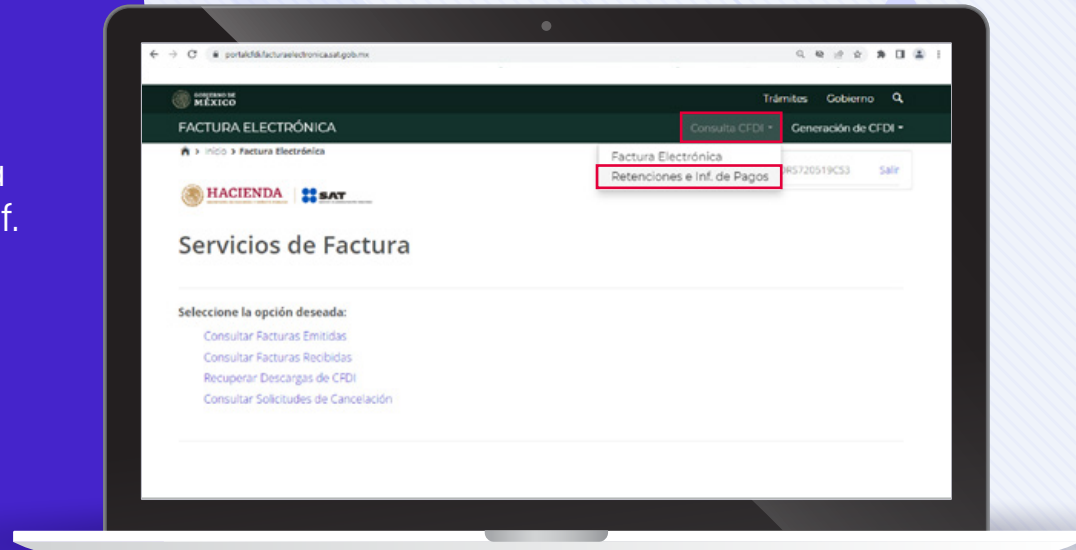 f.
portalcfdi.facturaelectronica.sat.gob.mx
GOBIERNO DE
MÉXICO
Trámites Gobierno
FACTURA ELECTRÓNICA
Consulta CFDI Generación de CFDI
Inicio > Factura Electrónica
Factura Electrónica
Retenciones e Inf. de Pagos
Salir
HACIENDA SAT
Servicios de Factura
Seleccione la opción deseada:
Consultar Facturas Emitidas
Consultar Facturas Recibidas
Recuperar Descargas de CFDI
Consultar Solicitudes de Cancelación